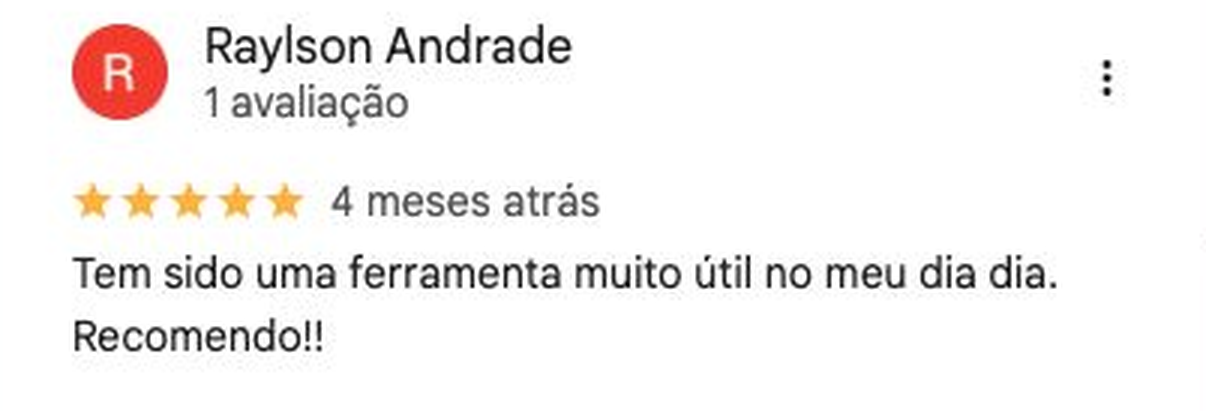 R
Raylson Andrade
1 avaliação
4 meses atrás
Tem sido uma ferramenta muito útil no meu dia dia.
Recomendo!!